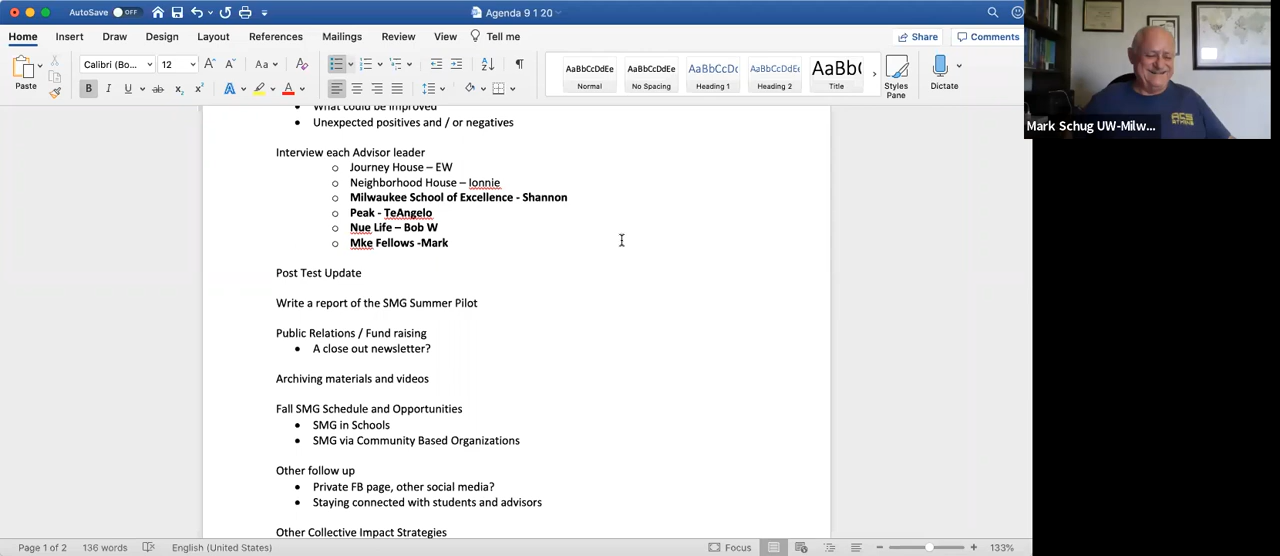 AutoSave OFF Agenda 9 1 20
Home Insert Draw Design Layout References Mailings Review View Tell me Share Comments
Paste Calibri (Bo... 12 Aa
B I U ab x₂ x² A A
AaBbCcDdEe AaBbCcDdEe AaBbCcDc AaBbCcDdEe AaBb(
Normal No Spacing Heading 1 Heading 2 Title Styles Pane Dictate
What could be improved
• Unexpected positives and / or negatives
Interview each Advisor leader
o Journey House – EW
o Neighborhood House – Ionnie
o Milwaukee School of Excellence - Shannon
o Peak - TeAngelo
o Nue Life – Bob W
o Mke Fellows -Mark
Post Test Update
Write a report of the SMG Summer Pilot
Public Relations / Fund raising
• A close out newsletter?
Archiving materials and videos
Fall SMG Schedule and Opportunities
• SMG in Schools
• SMG via Community Based Organizations
Other follow up
• Private FB page, other social media?
• Staying connected with students and advisors
Other Collective Impact Strategies
Page 1 of 2 136 words English (United States) Focus 133%
Mark Schug UW-Milw...